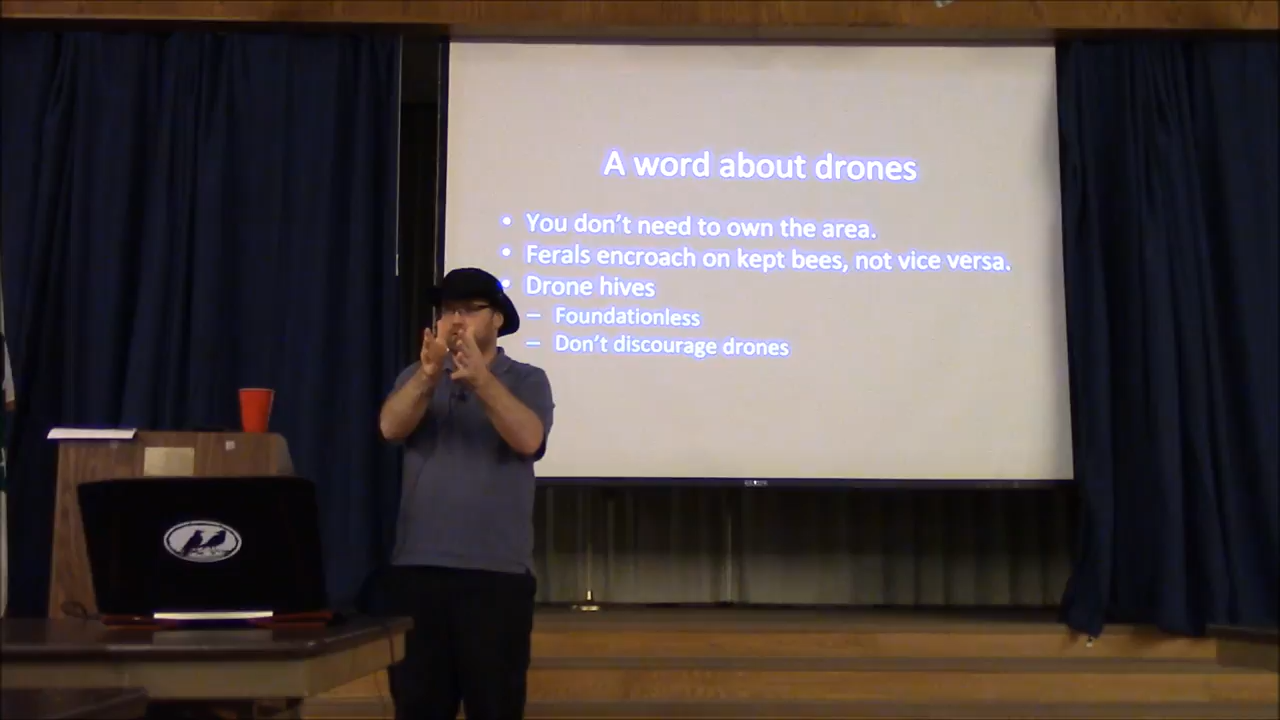 A word about drones
• You don't need to own the area.
• Ferals encroach on kept bees, not vice versa.
• Drone hives
– Foundationless
– Don't discourage drones